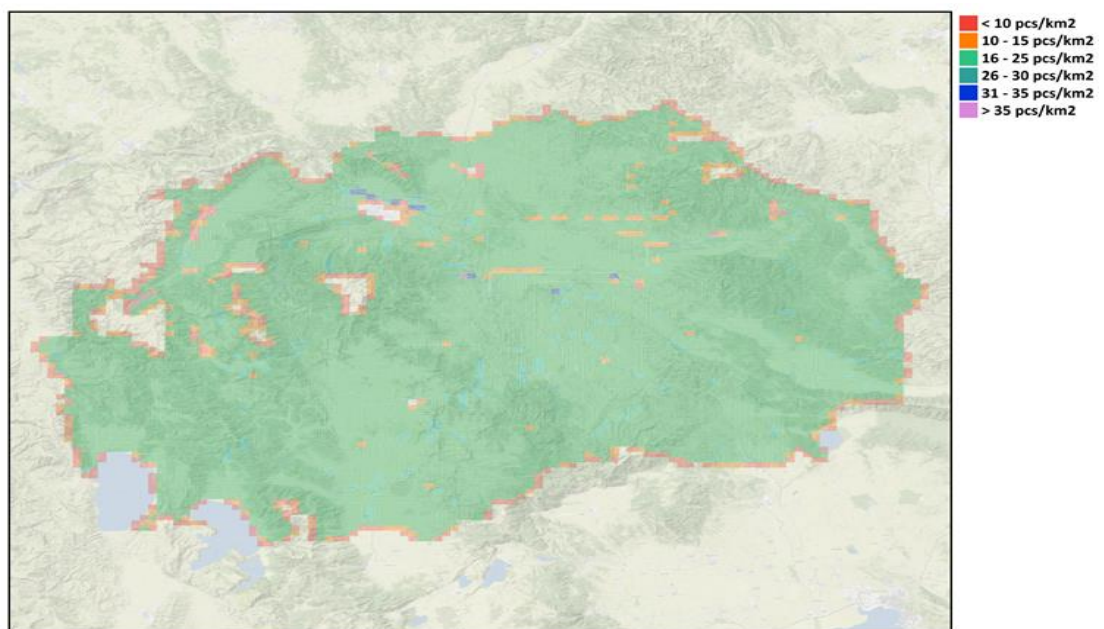 < 10 pcs/km2
10 - 15 pcs/km2
16 - 25 pcs/km2
26 - 30 pcs/km2
31 - 35 pcs/km2
> 35 pcs/km2